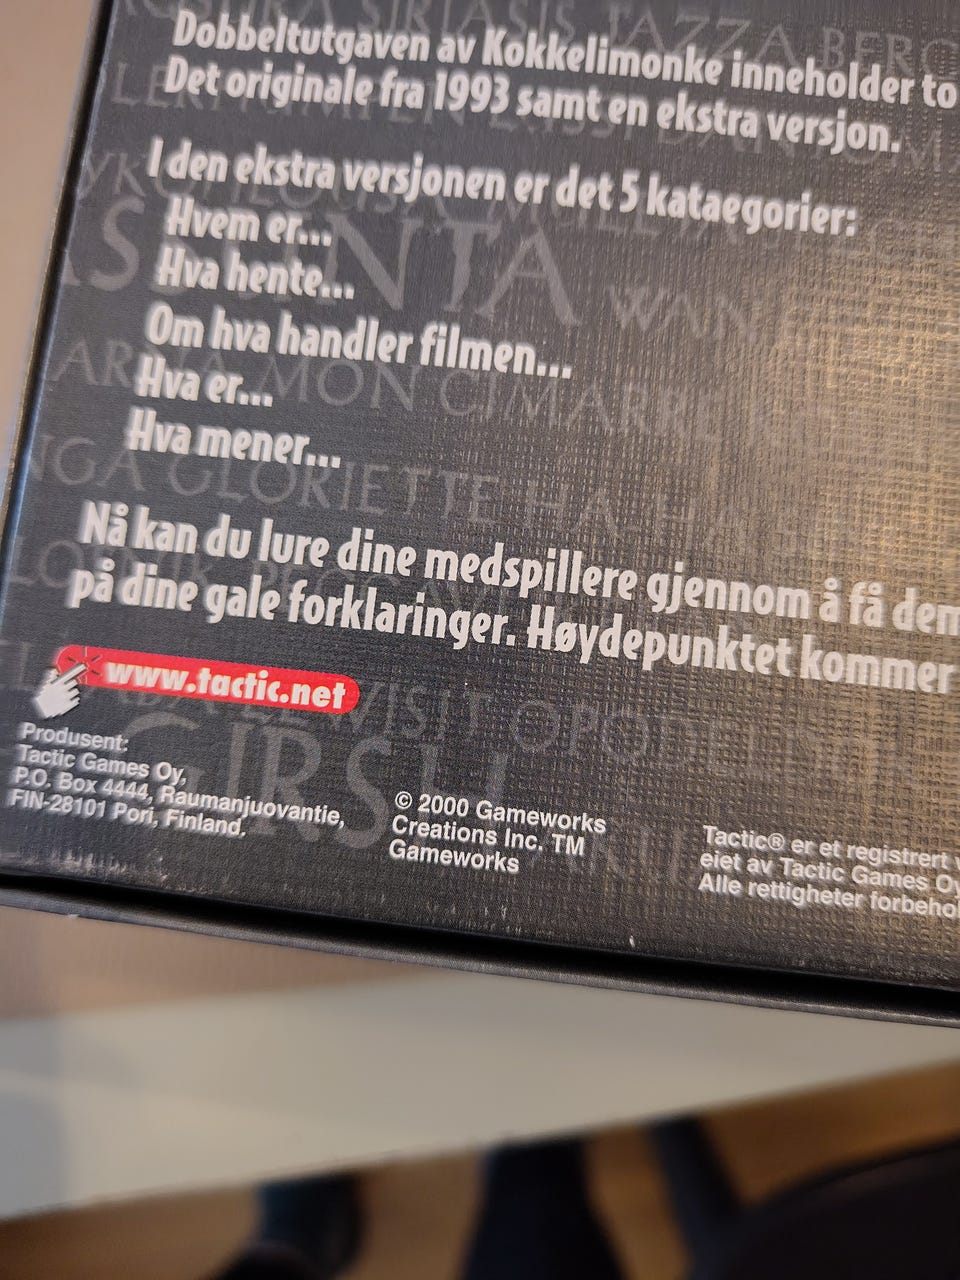 Dobbeltutgaven av Kokkelimonke inneholder to
Det originale fra 1993 samt en ekstra versjon.
I den ekstra versjonen er det 5 kataegorier:
Hvem er...
Hva hente...
Om hva handler filmen...
Hva er...
Hva mener...
Nå kan du lure dine medspillere gjennom å få dem
på dine gale forklaringer. Høydepunktet kommer
www.tactic.net
Produsent:
Tactic Games Oy,
P.O. Box 4444, Raumanjuovantie,
FIN-28101 Pori, Finland.
© 2000 Gameworks
Creations Inc. TM
Gameworks
Tactic® er et registrert
eiet av Tactic Games Oy
Alle rettigheter forbehol